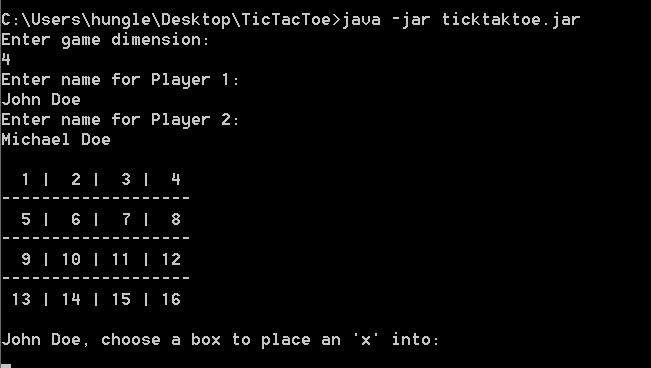 C:\Users\hungle\Desktop\TicTacToe>java -jar ticktaktoe.jar
Enter game dimension:
4
Enter name for Player 1:
John Doe
Enter name for Player 2:
Michael Doe
1 | 2 | 3 | 4
-------------------
5 | 6 | 7 | 8
-------------------
9 | 10 | 11 | 12
-------------------
13 | 14 | 15 | 16
John Doe, choose a box to place an 'x' into: